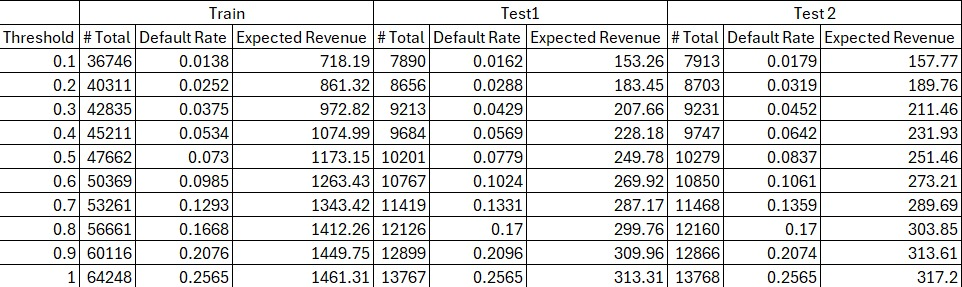 Train Test1 Test 2
Threshold # Total Default Rate Expected Revenue # Total Default Rate Expected Revenue # Total Default Rate Expected Revenue
0.1 36746 0.0138 718.19 7890 0.0162 153.26 7913 0.0179 157.77
0.2 40311 0.0252 861.32 8656 0.0288 183.45 8703 0.0319 189.76
0.3 42835 0.0375 972.82 9213 0.0429 207.66 9231 0.0452 211.46
0.4 45211 0.0534 1074.99 9684 0.0569 228.18 9747 0.0642 231.93
0.5 47662 0.073 1173.15 10201 0.0779 249.78 10279 0.0837 251.46
0.6 50369 0.0985 1263.43 10767 0.1024 269.92 10850 0.1061 273.21
0.7 53261 0.1293 1343.42 11419 0.1331 287.17 11468 0.1359 289.69
0.8 56661 0.1668 1412.26 12126 0.17 299.76 12160 0.17 303.85
0.9 60116 0.2076 1449.75 12899 0.2096 309.96 12866 0.2074 313.61
1 64248 0.2565 1461.31 13767 0.2565 313.31 13768 0.2565 317.2